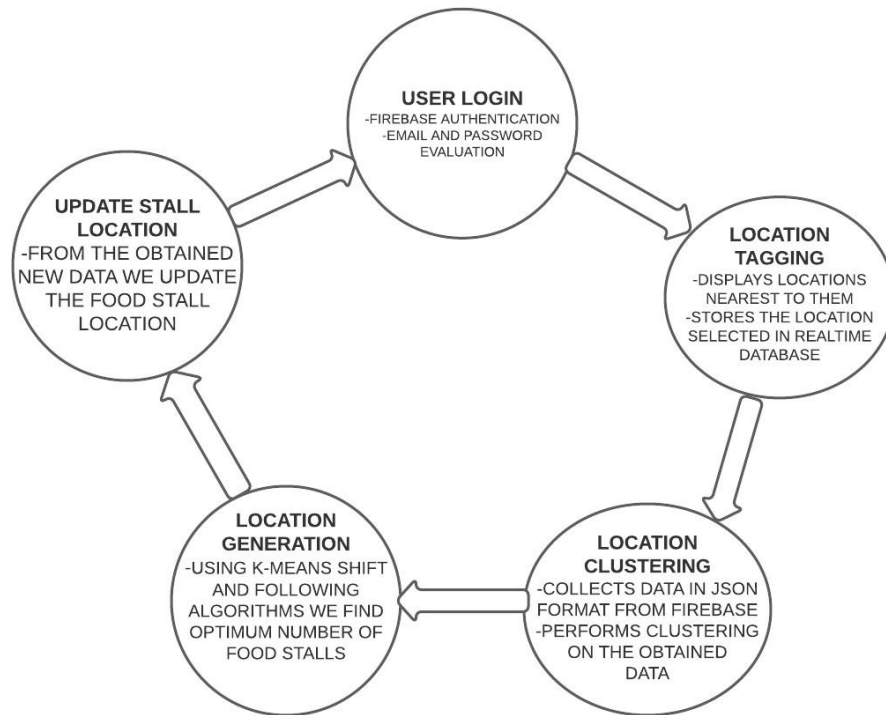 USER LOGIN
-FIREBASE AUTHENTICATION
-EMAIL AND PASSWORD
EVALUATION
LOCATION
TAGGING
-DISPLAYS LOCATIONS
NEAREST TO THEM
-STORES THE LOCATION
SELECTED IN REALTIME
DATABASE
LOCATION
CLUSTERING
-COLLECTS DATA IN JSON
FORMAT FROM FIREBASE
-PERFORMS CLUSTERING
ON THE OBTAINED
DATA
LOCATION
GENERATION
-USING K-MEANS SHIFT
AND FOLLOWING
ALGORITHMS WE FIND
OPTIMUM NUMBER OF
FOOD STALLS
UPDATE STALL
LOCATION
-FROM THE OBTAINED
NEW DATA WE UPDATE
THE FOOD STALL
LOCATION